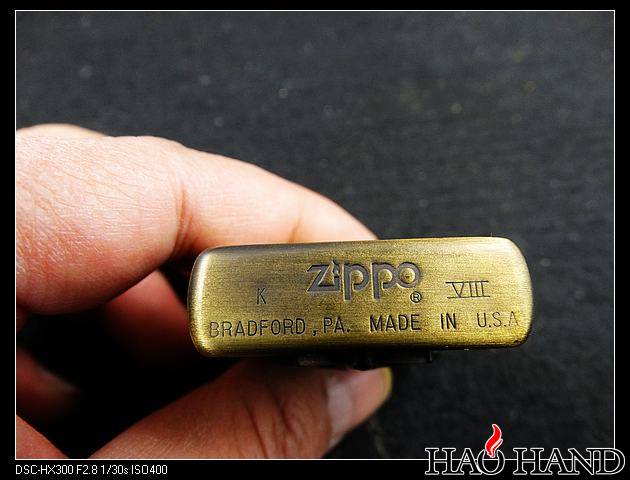 zippo ®
K VIII
BRADFORD, PA. MADE IN U.S.A
DSC-HX300 F2.8 1/30s ISO400
HAO HAND